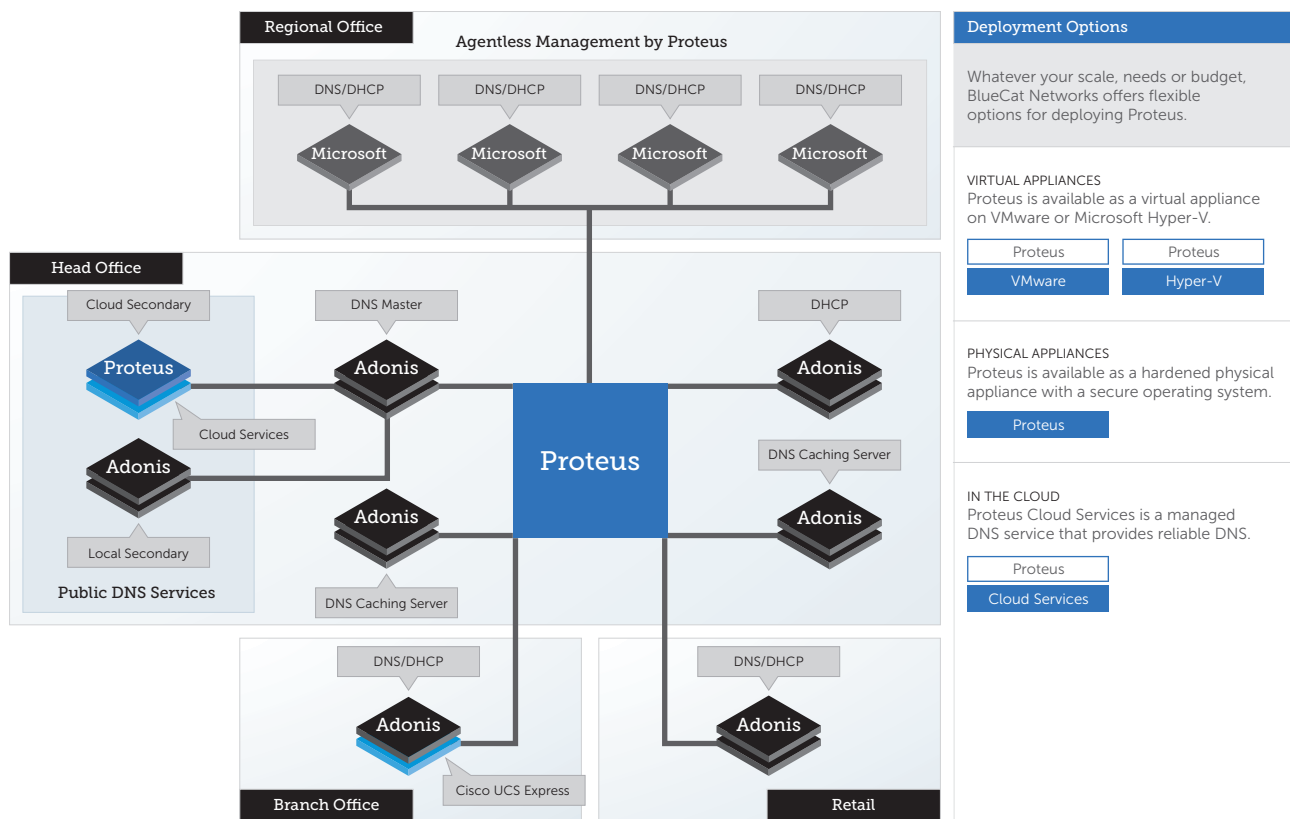 Regional Office
Agentless Management by Proteus
DNS/DHCP
DNS/DHCP
DNS/DHCP
DNS/DHCP
Microsoft
Microsoft
Microsoft
Microsoft
Head Office
Cloud Secondary
DNS Master
DHCP
Proteus
Adonis
Adonis
Cloud Services
Proteus
DNS Caching Server
Adonis
Adonis
Adonis
Local Secondary
Public DNS Services
DNS Caching Server
DNS/DHCP
DNS/DHCP
Adonis
Adonis
Cisco UCS Express
Branch Office
Retail
Deployment Options
Whatever your scale, needs or budget,
BlueCat Networks offers flexible
options for deploying Proteus.
VIRTUAL APPLIANCES
Proteus is available as a virtual appliance
on VMware or Microsoft Hyper-V.
Proteus
Proteus
VMware
Hyper-V
PHYSICAL APPLIANCES
Proteus is available as a hardened physical
appliance with a secure operating system.
Proteus
IN THE CLOUD
Proteus Cloud Services is a managed
DNS service that provides reliable DNS.
Proteus
Cloud Services